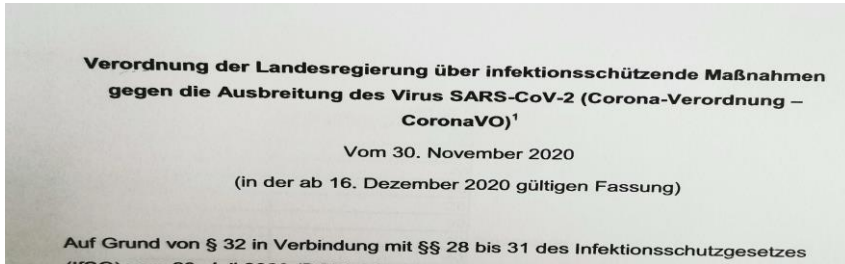 Verordnung der Landesregierung über infektionsschützende Maßnahmen
gegen die Ausbreitung des Virus SARS-CoV-2 (Corona-Verordnung –
CoronaVO)¹
Vom 30. November 2020
(in der ab 16. Dezember 2020 gültigen Fassung)
Auf Grund von § 32 in Verbindung mit §§ 28 bis 31 des Infektionsschutzgesetzes